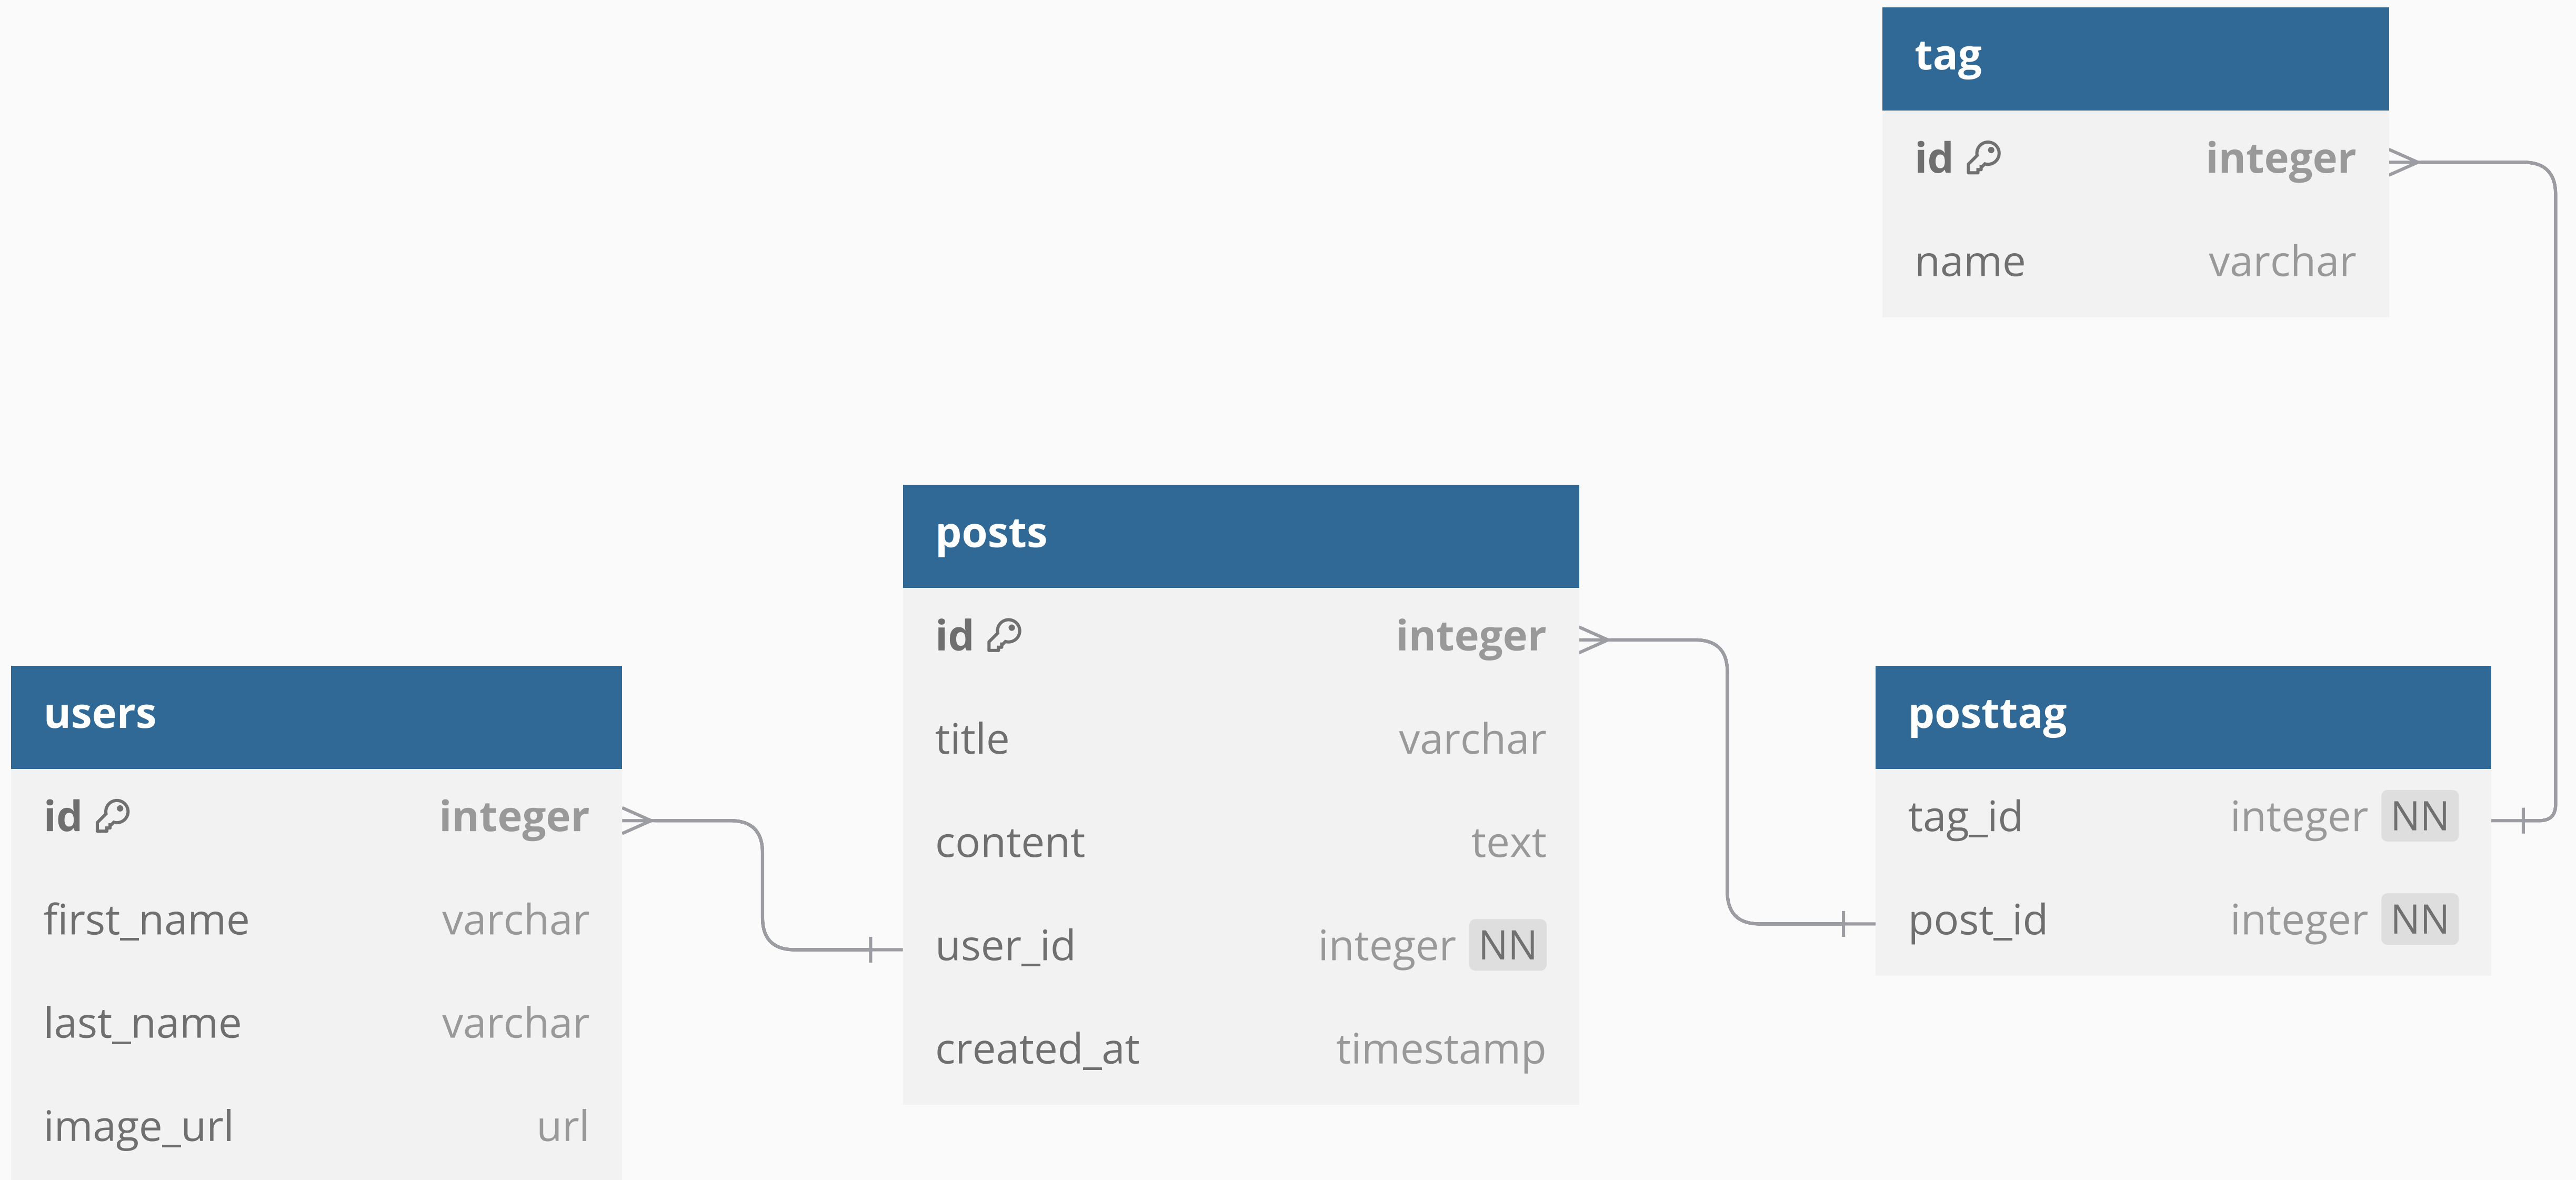 tag
id integer
name varchar
posts
id integer
title varchar
content text
user_id integer NN
created_at timestamp
users
id integer
first_name varchar
last_name varchar
image_url url
posttag
tag_id integer NN
post_id integer NN